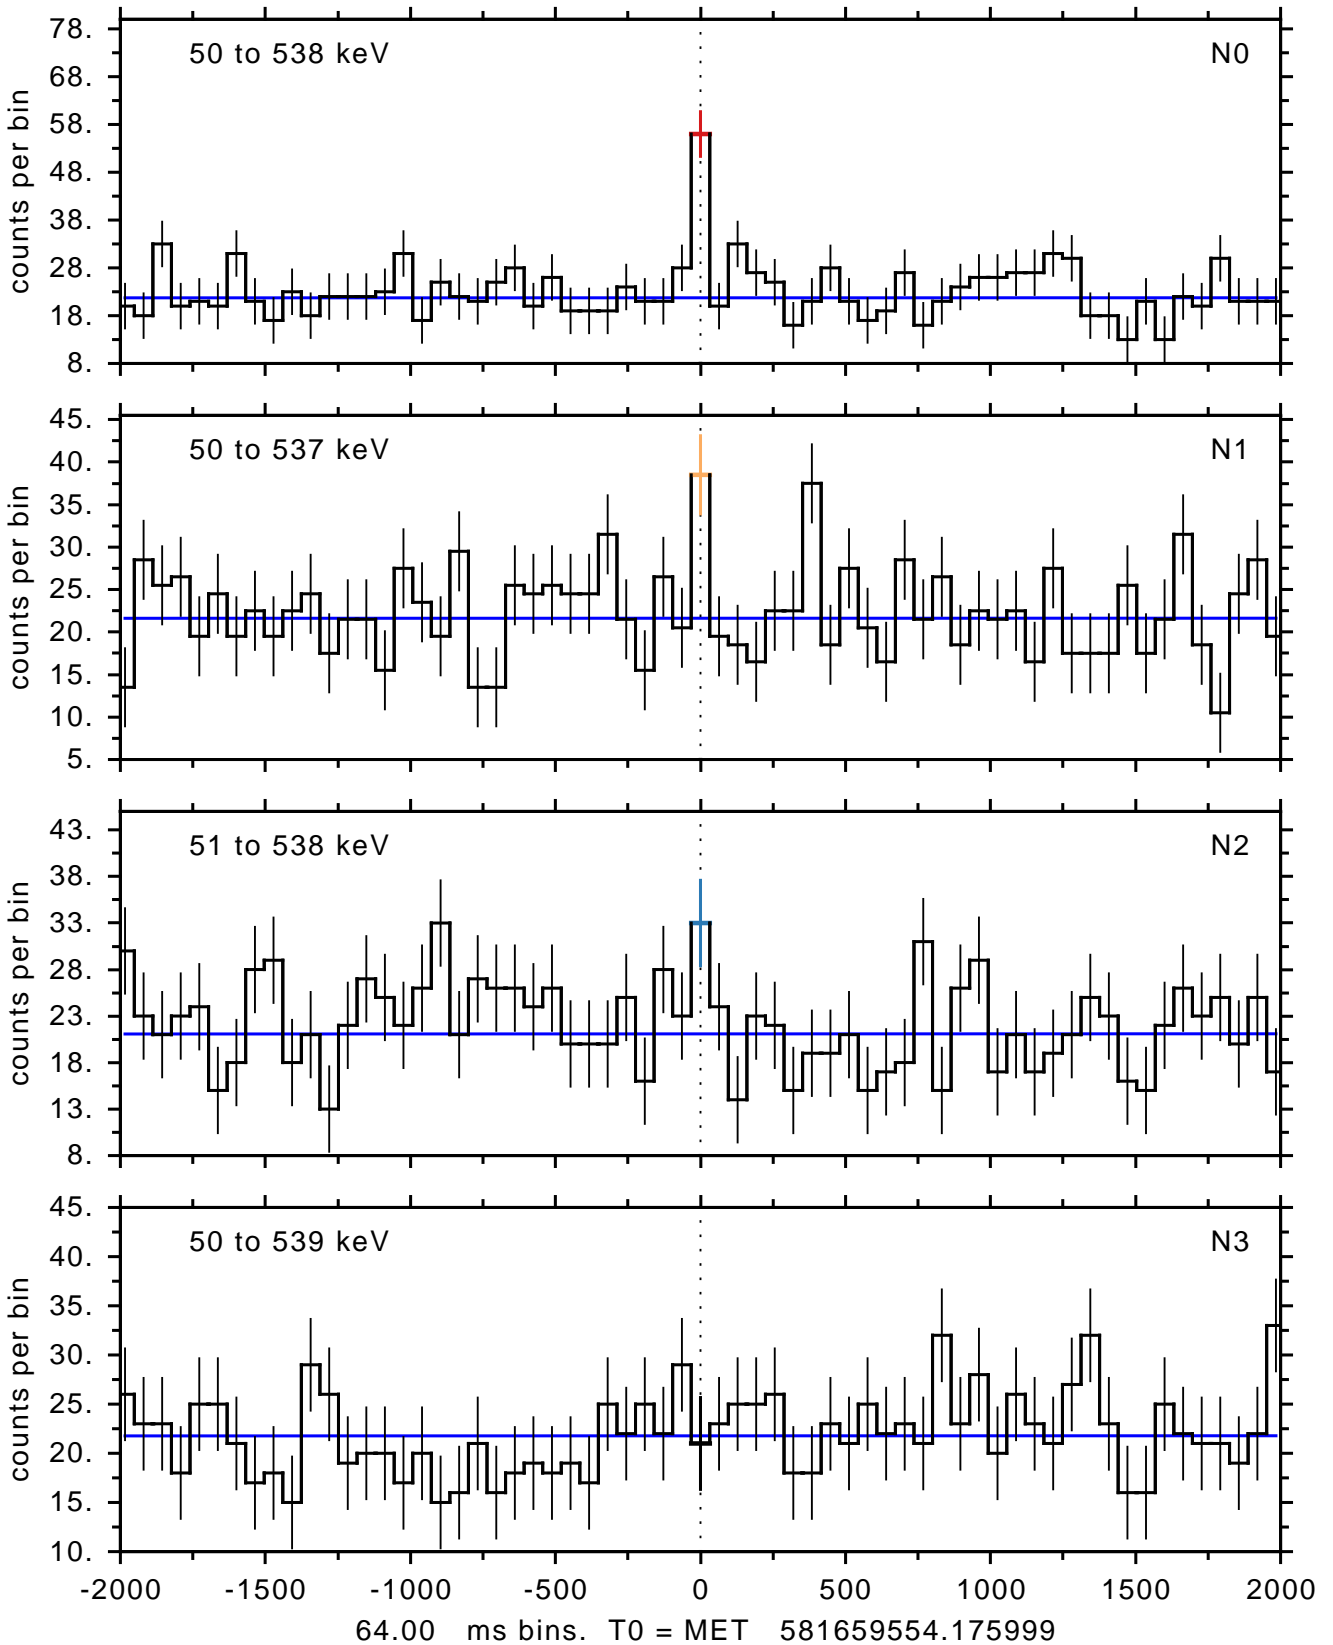 50 to 538 keV
N0
counts per bin
78.
68.
58.
48.
38.
28.
18.
8.
50 to 537 keV
N1
counts per bin
45.
40.
35.
30.
25.
20.
15.
10.
5.
51 to 538 keV
N2
counts per bin
43.
38.
33.
28.
23.
18.
13.
8.
50 to 539 keV
N3
counts per bin
45.
40.
35.
30.
25.
20.
15.
10.
-2000 -1500 -1000 -500 0 500 1000 1500 2000
64.00 ms bins. T0 = MET 581659554.175999